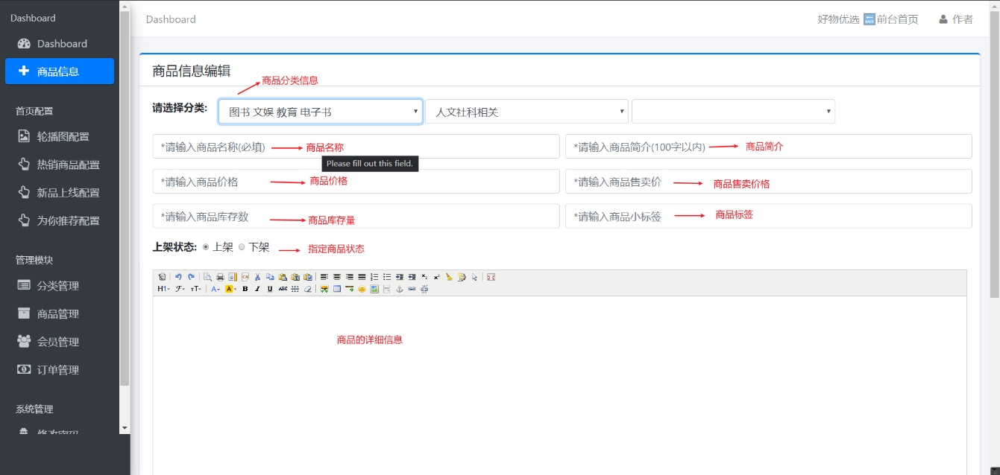 Dashboard
Dashboard
商品信息
首页配置
轮播图配置
热销商品配置
新品上线配置
为你推荐配置
管理模块
分类管理
商品管理
会员管理
订单管理
系统管理
修改密码
Dashboard
好物优选 BACK 前台首页 作者
商品信息编辑
商品分类信息
请选择分类: 图书 文娱 教育 电子书 人文社科相关
*请输入商品名称(必填) 商品名称 *请输入商品简介(100字以内) 商品简介
Please fill out this field.
*请输入商品价格 商品价格 *请输入商品售卖价 商品售卖价格
*请输入商品库存数 商品库存量 *请输入商品小标签 商品标签
上架状态: 上架 下架 指定商品状态
H1 F TT A A B I U ABC
商品的详细信息